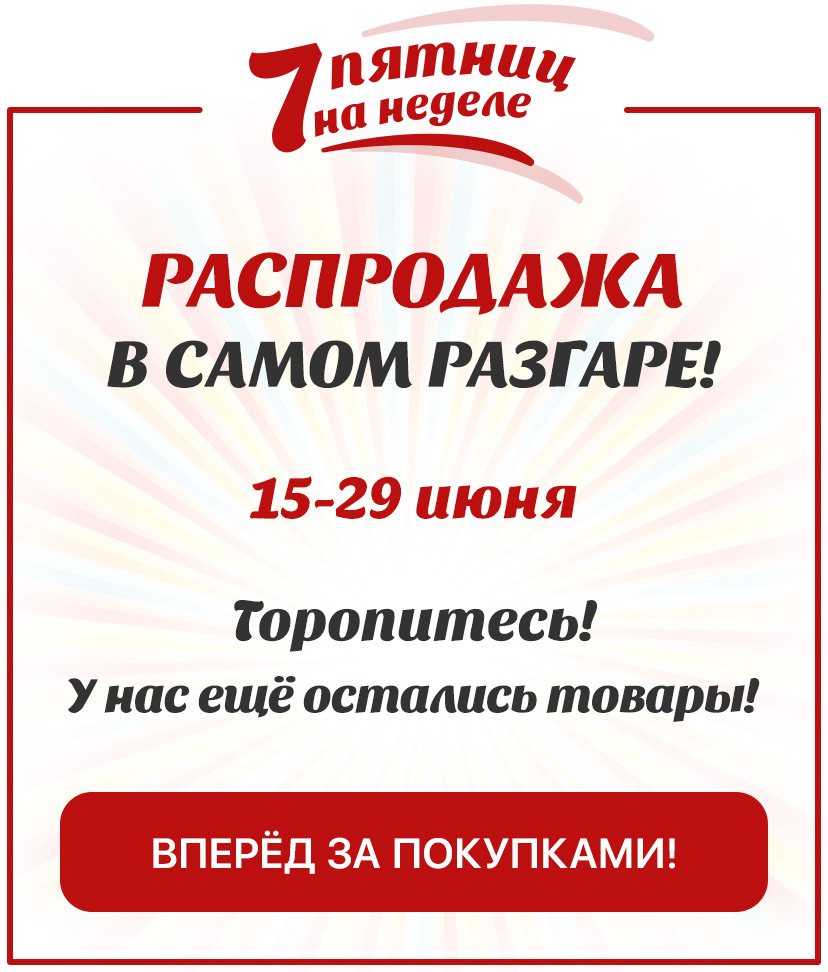 7 пятниц
на неделе
РАСПРОДАЖА
В САМОМ РАЗГАРЕ!
15-29 июня
Торопитесь!
У нас ещё остались товары!
ВПЕРЁД ЗА ПОКУПКАМИ!